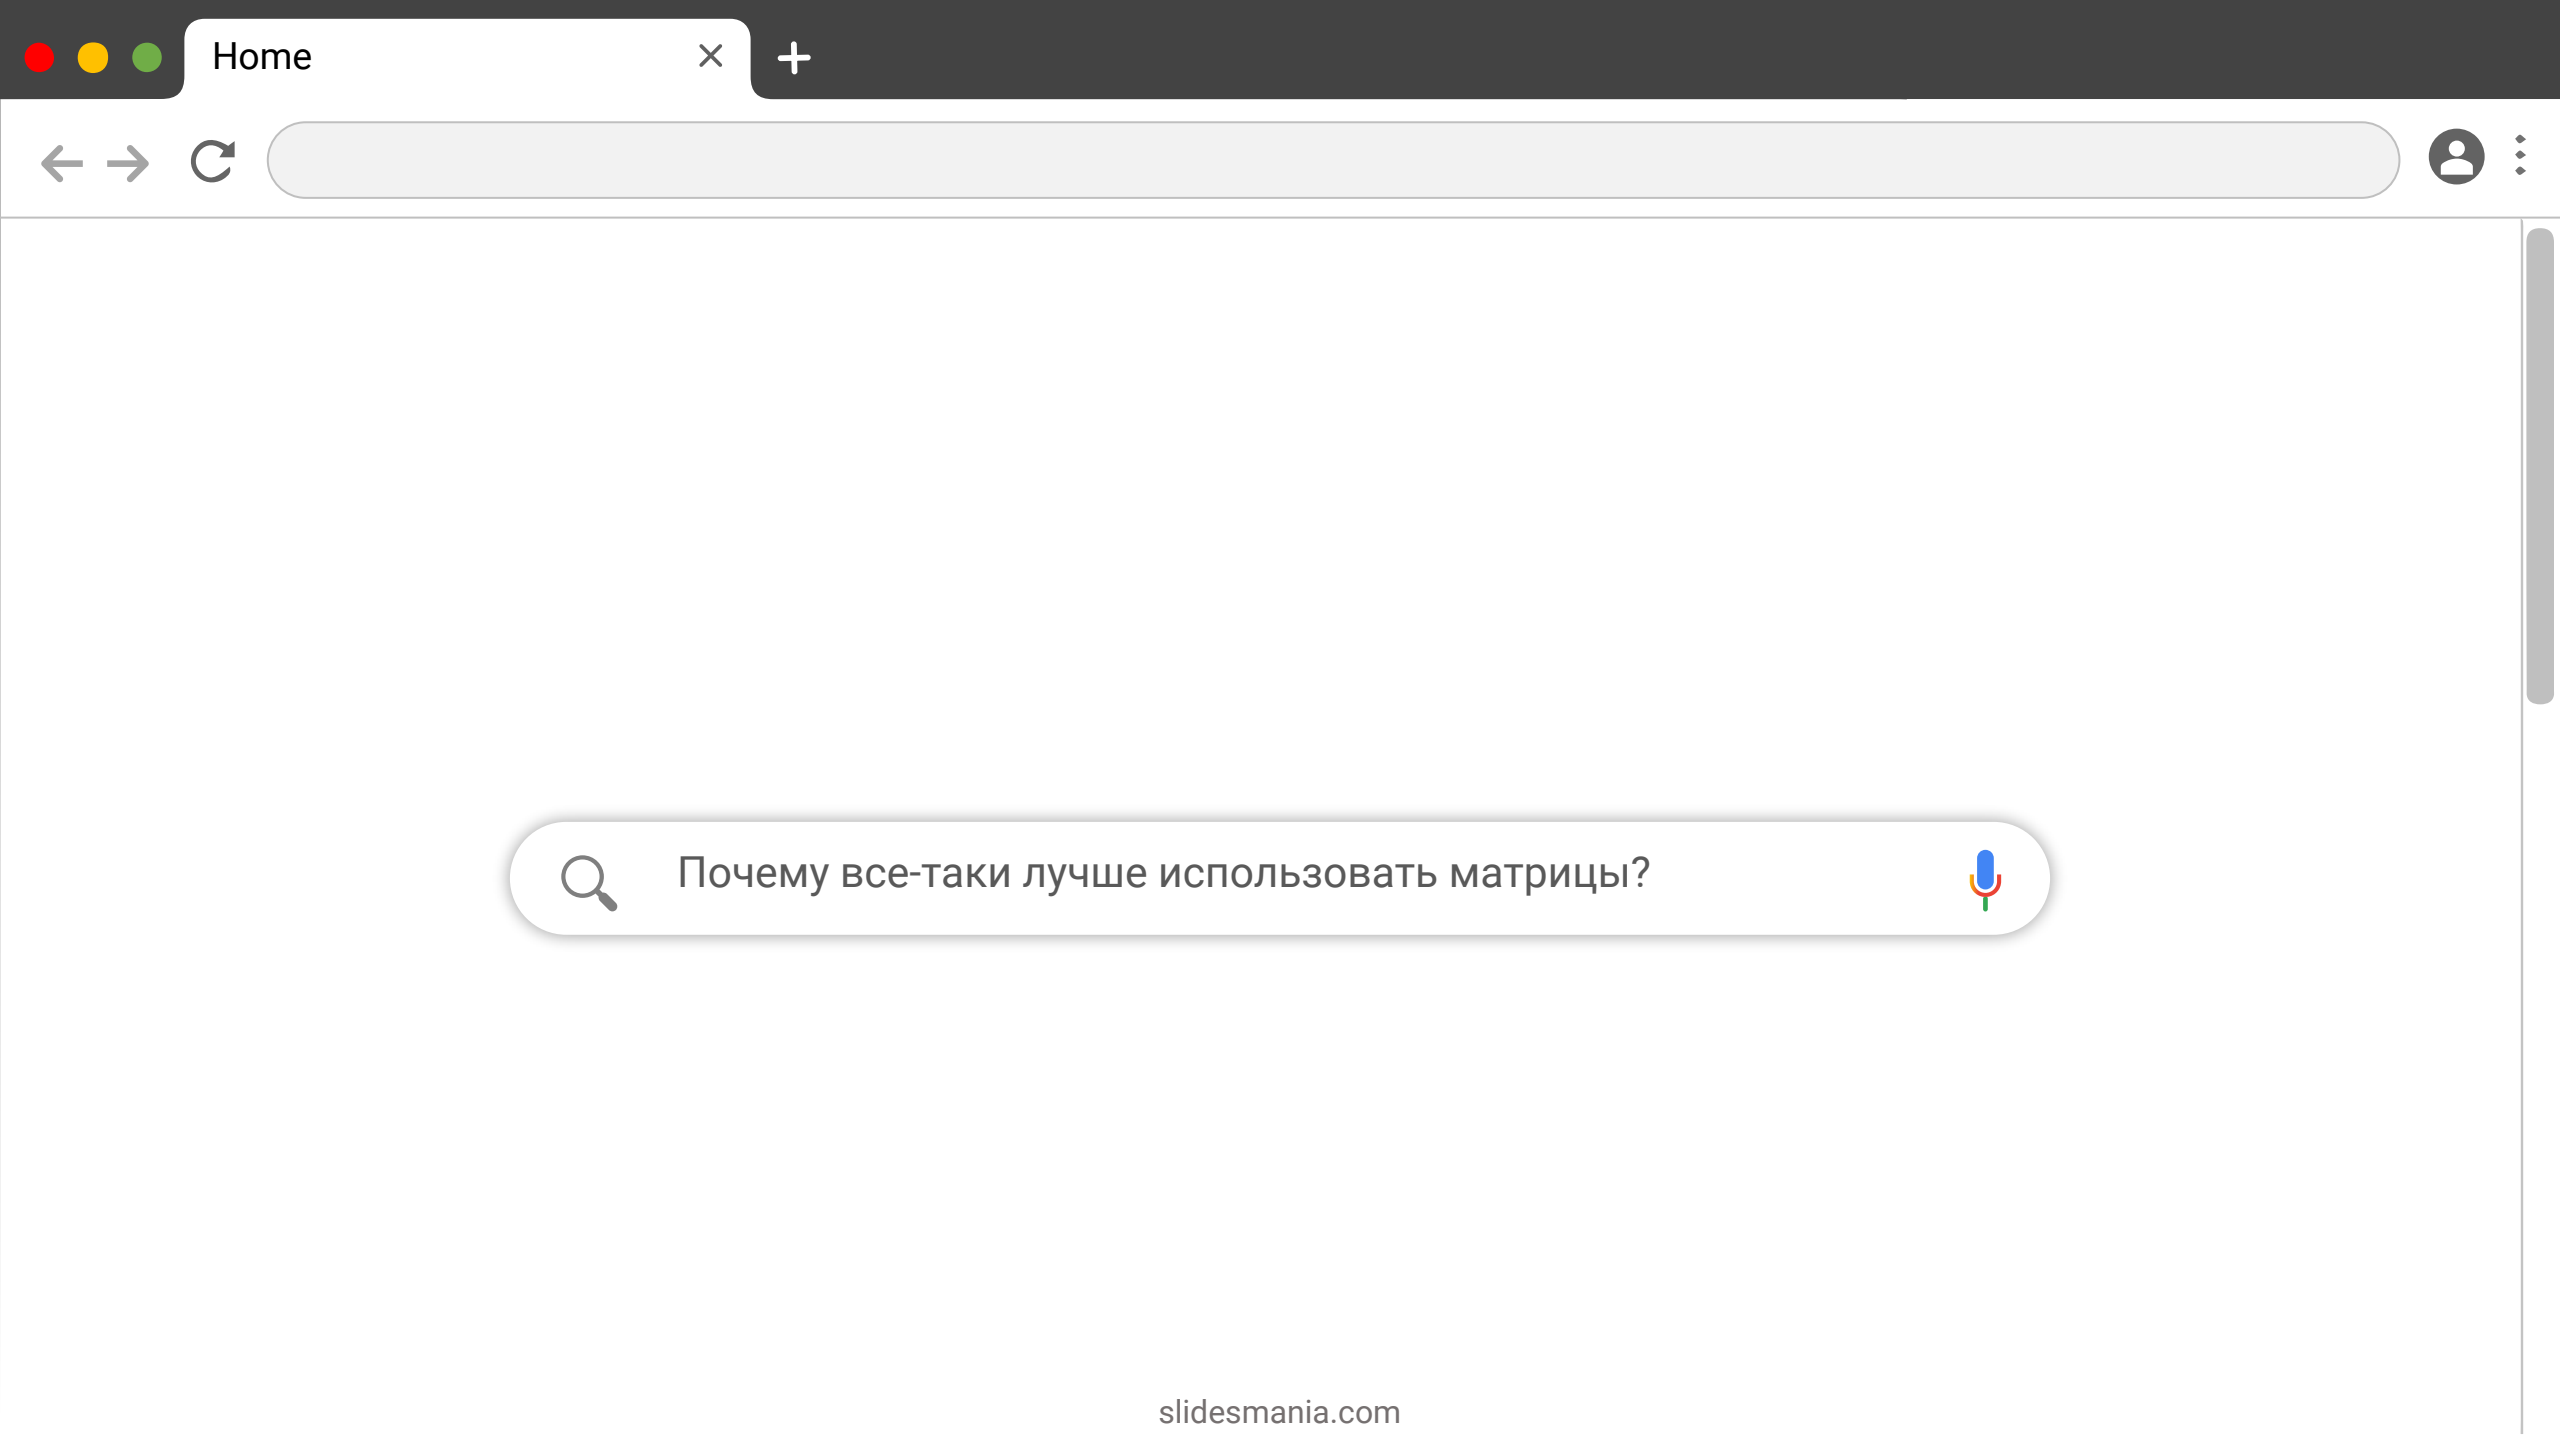 Home
Почему все-таки лучше использовать матрицы?
slidesmania.com